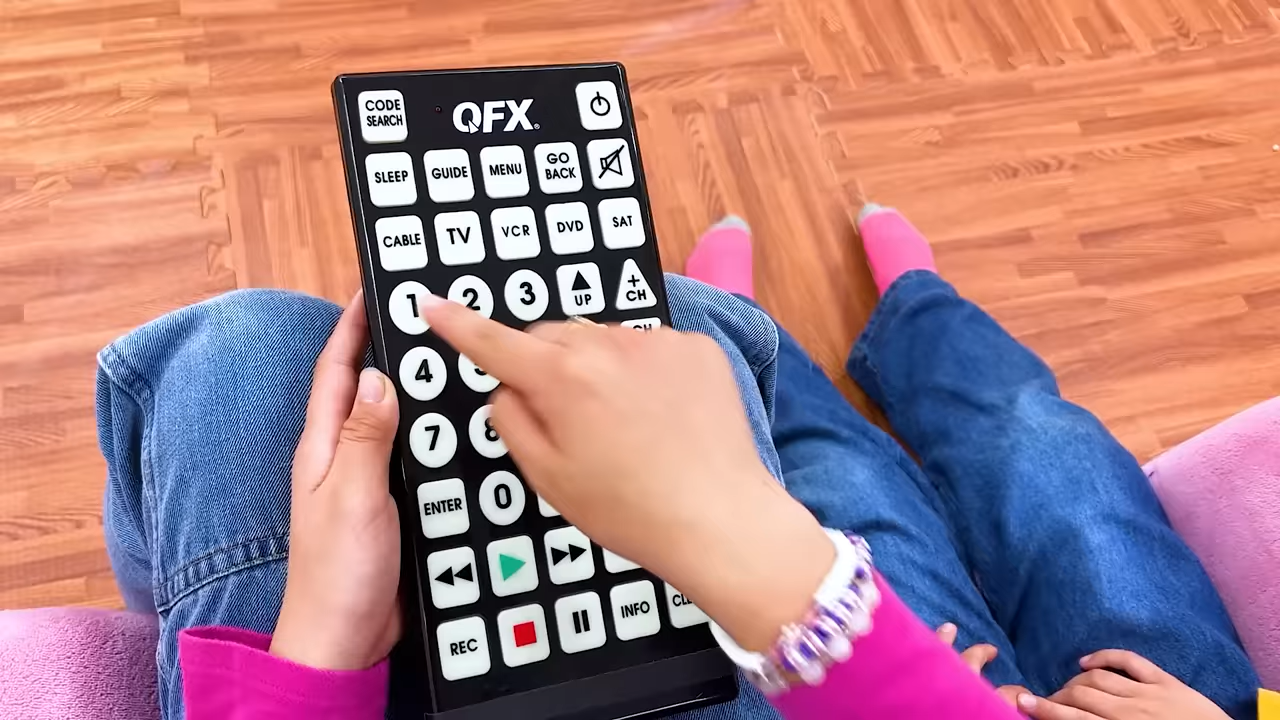 CODE SEARCH
QFX
SLEEP GUIDE MENU GO BACK
CABLE TV VCR DVD SAT
1 2 3 UP + CH
4
7 8
ENTER 0
REC INFO